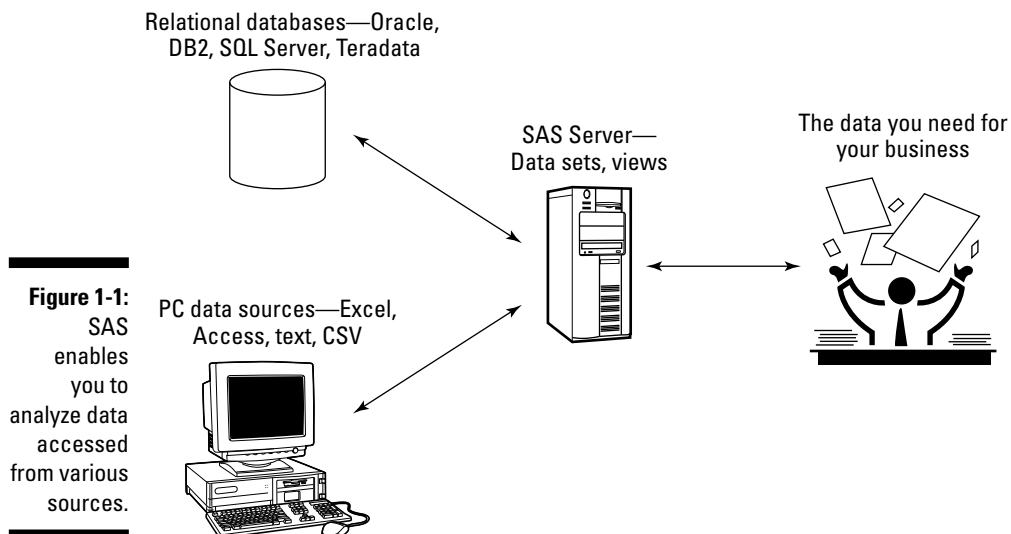 Relational databases—Oracle,
DB2, SQL Server, Teradata
SAS Server—
Data sets, views
The data you need for
your business
PC data sources—Excel,
Access, text, CSV
Figure 1-1:
SAS
enables
you to
analyze data
accessed
from various
sources.